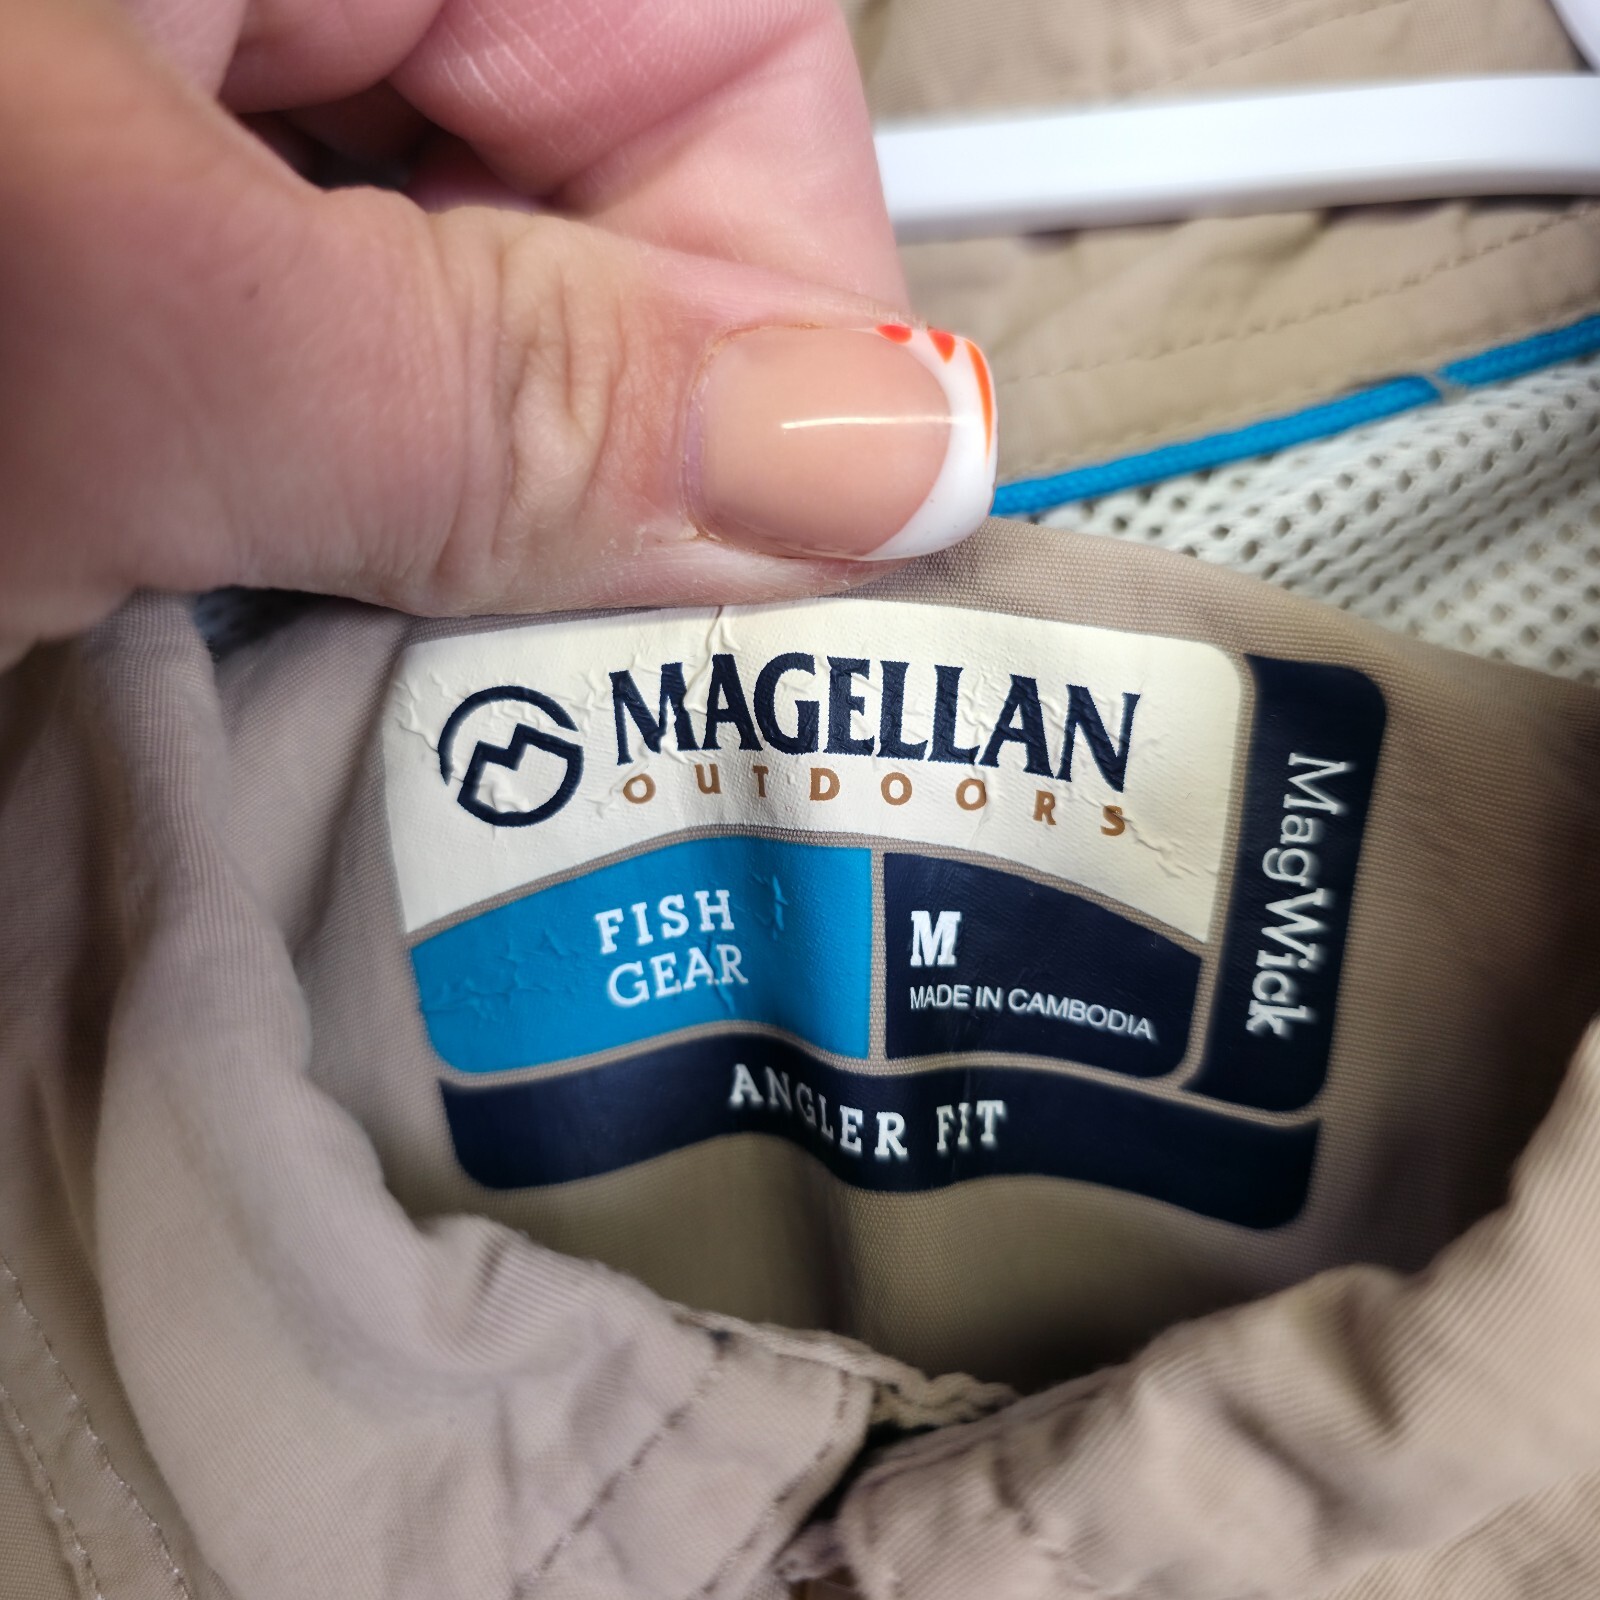 MAGELLAN
OUTDOORS
FISH
GEAR
M
MADE IN CAMBODIA
ANGLER FIT
MagWick